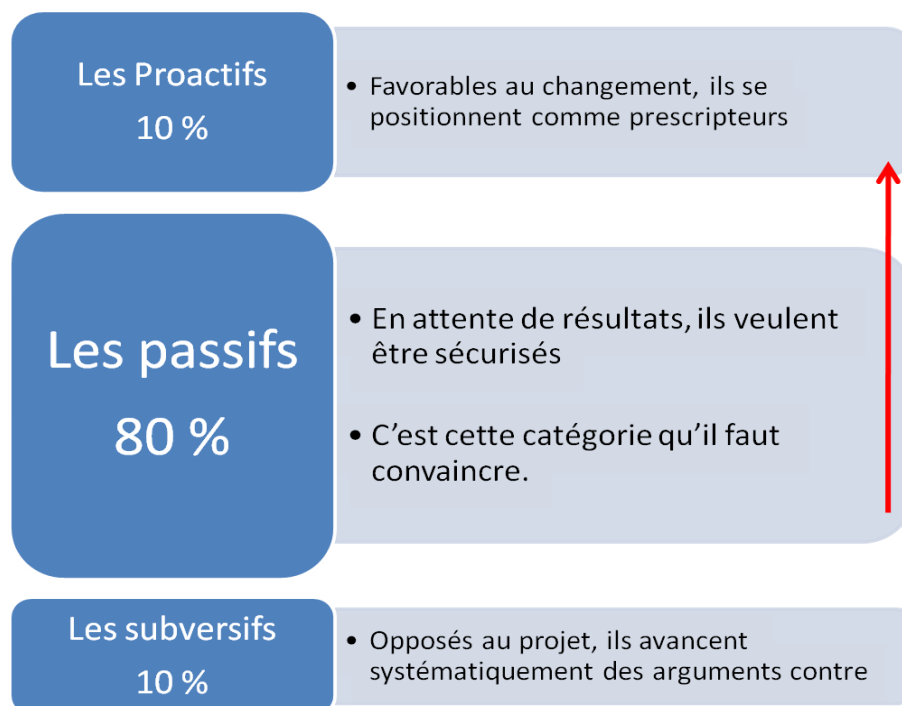 Les Proactifs
10 %
• Favorables au changement, ils se
positionnent comme prescripteurs
Les passifs
80 %
• En attente de résultats, ils veulent
être sécurisés
• C’est cette catégorie qu’il faut
convaincre.
Les subversifs
10 %
• Opposés au projet, ils avancent
systématiquement des arguments contre